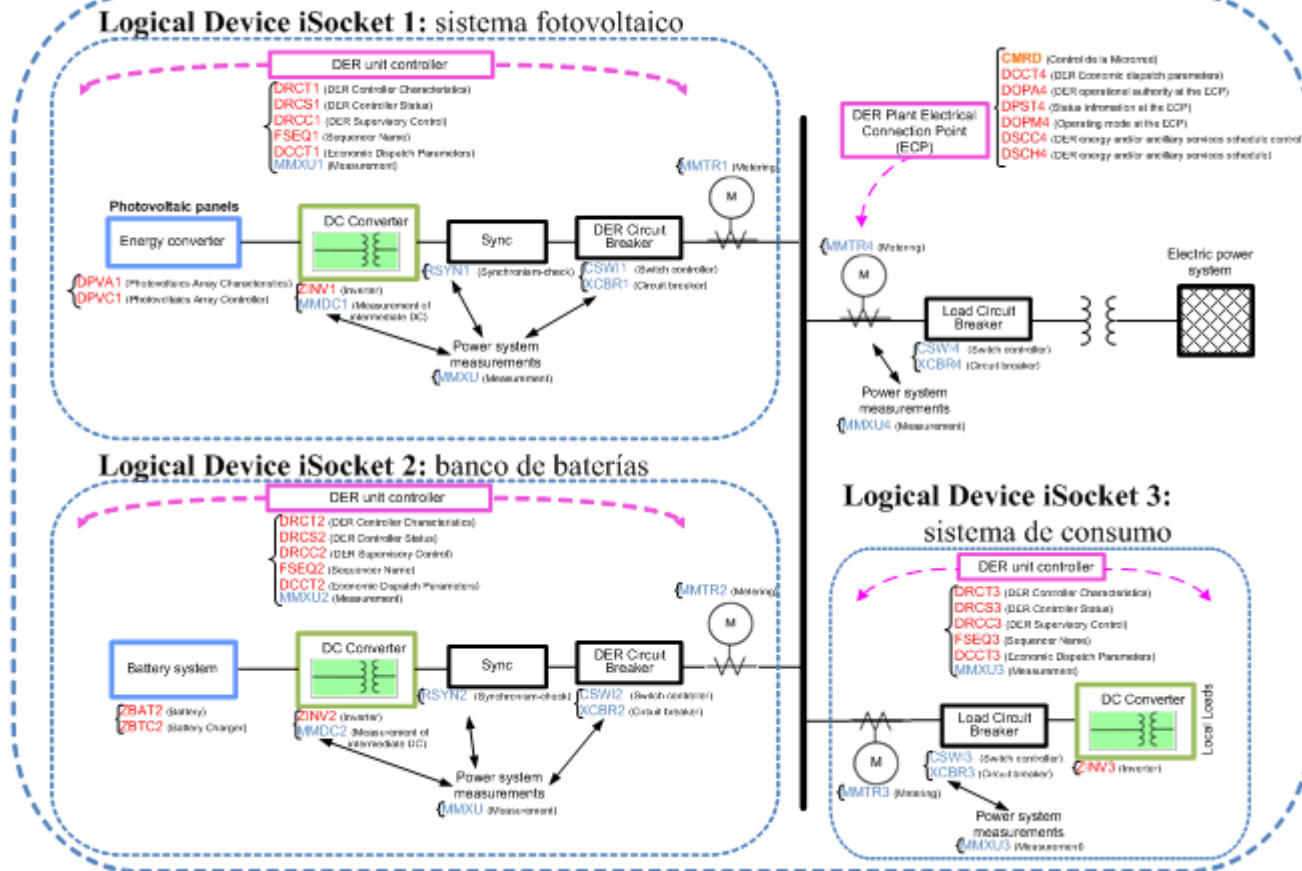 Logical Device iSocket 1: sistema fotovoltaico
DER unit controller
DRCT1 (DER Controller Characteristics)
DRCS1 (DER Controller Status)
DRCC1 (DER Supervisory Control)
FSEQ1 (Sequencer Name)
DCCT1 (Economic Dispatch Parameters)
MMXU1 (Measurement)
MMTR1 (Metering)
M
Photovoltaic panels
Energy converter
DC Converter
Sync
DER Circuit
Breaker
DPVA1 (Photovoltaics Array Characteristics)
DPVC1 (Photovoltaics Array Controller)
ZINV1 (Inverter)
MMDC1 (Measurement of
intermediate DC)
RSYN1 (Synchronism-check)
CSWI1 (Switch controller)
XCBR1 (Circuit breaker)
Power system
measurements
MMXU (Measurement)
DER Plant Electrical
Connection Point
(ECP)
CMRD (Control de la Microrred)
DCCT4 (DER Economic dispatch parameters)
DOPA4 (DER operational authority at the ECP)
DPST4 (Status information at the ECP)
DOPM4 (Operating mode at the ECP)
DSCC4 (DER energy and/or ancillary services schedule control)
DSCH4 (DER energy and/or ancillary services schedule)
MMTR4 (Metering)
M
Load Circuit
Breaker
CSWI4 (Switch controller)
XCBR4 (Circuit breaker)
Electric power
system
Power system
measurements
MMXU4 (Measurement)
Logical Device iSocket 2: banco de baterías
DER unit controller
DRCT2 (DER Controller Characteristics)
DRCS2 (DER Controller Status)
DRCC2 (DER Supervisory Control)
FSEQ2 (Sequencer Name)
DCCT2 (Economic Dispatch Parameters)
MMXU2 (Measurement)
MMTR2 (Metering)
M
Battery system
DC Converter
Sync
DER Circuit
Breaker
ZBAT2 (Battery)
ZBTC2 (Battery Charger)
ZINV2 (Inverter)
MMDC2 (Measurement of
intermediate DC)
RSYN2 (Synchronism-check)
CSWI2 (Switch controller)
XCBR2 (Circuit breaker)
Power system
measurements
MMXU (Measurement)
Logical Device iSocket 3:
sistema de consumo
DER unit controller
DRCT3 (DER Controller Characteristics)
DRCS3 (DER Controller Status)
DRCC3 (DER Supervisory Control)
FSEQ3 (Sequencer Name)
DCCT3 (Economic Dispatch Parameters)
MMXU3 (Measurement)
M
MMTR3 (Metering)
Load Circuit
Breaker
CSWI3 (Switch controller)
XCBR3 (Circuit breaker)
DC Converter
Local Loads
ZINV3 (Inverter)
Power system
measurements
MMXU3 (Measurement)